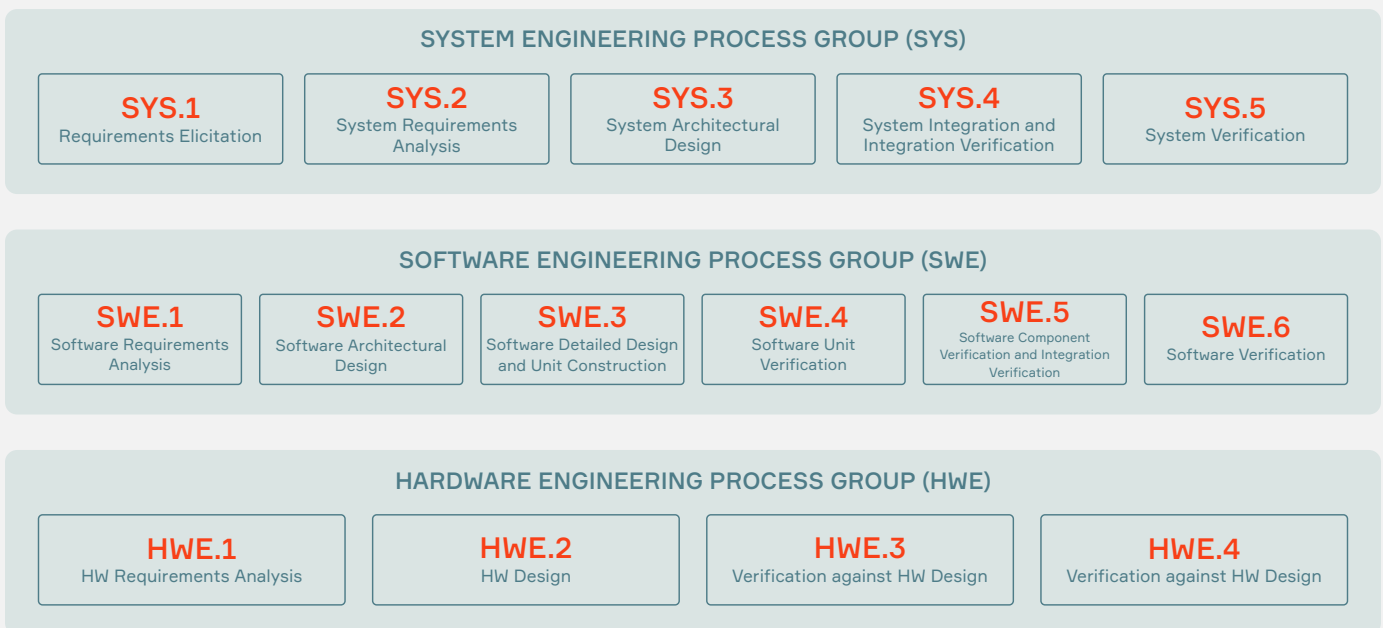 SYSTEM ENGINEERING PROCESS GROUP (SYS)
SYS.1
Requirements Elicitation
SYS.2
System Requirements
Analysis
SYS.3
System Architectural
Design
SYS.4
System Integration and
Integration Verification
SYS.5
System Verification
SOFTWARE ENGINEERING PROCESS GROUP (SWE)
SWE.1
Software Requirements
Analysis
SWE.2
Software Architectural
Design
SWE.3
Software Detailed Design
and Unit Construction
SWE.4
Software Unit
Verification
SWE.5
Software Component
Verification and Integration
Verification
SWE.6
Software Verification
HARDWARE ENGINEERING PROCESS GROUP (HWE)
HWE.1
HW Requirements Analysis
HWE.2
HW Design
HWE.3
Verification against HW Design
HWE.4
Verification against HW Design